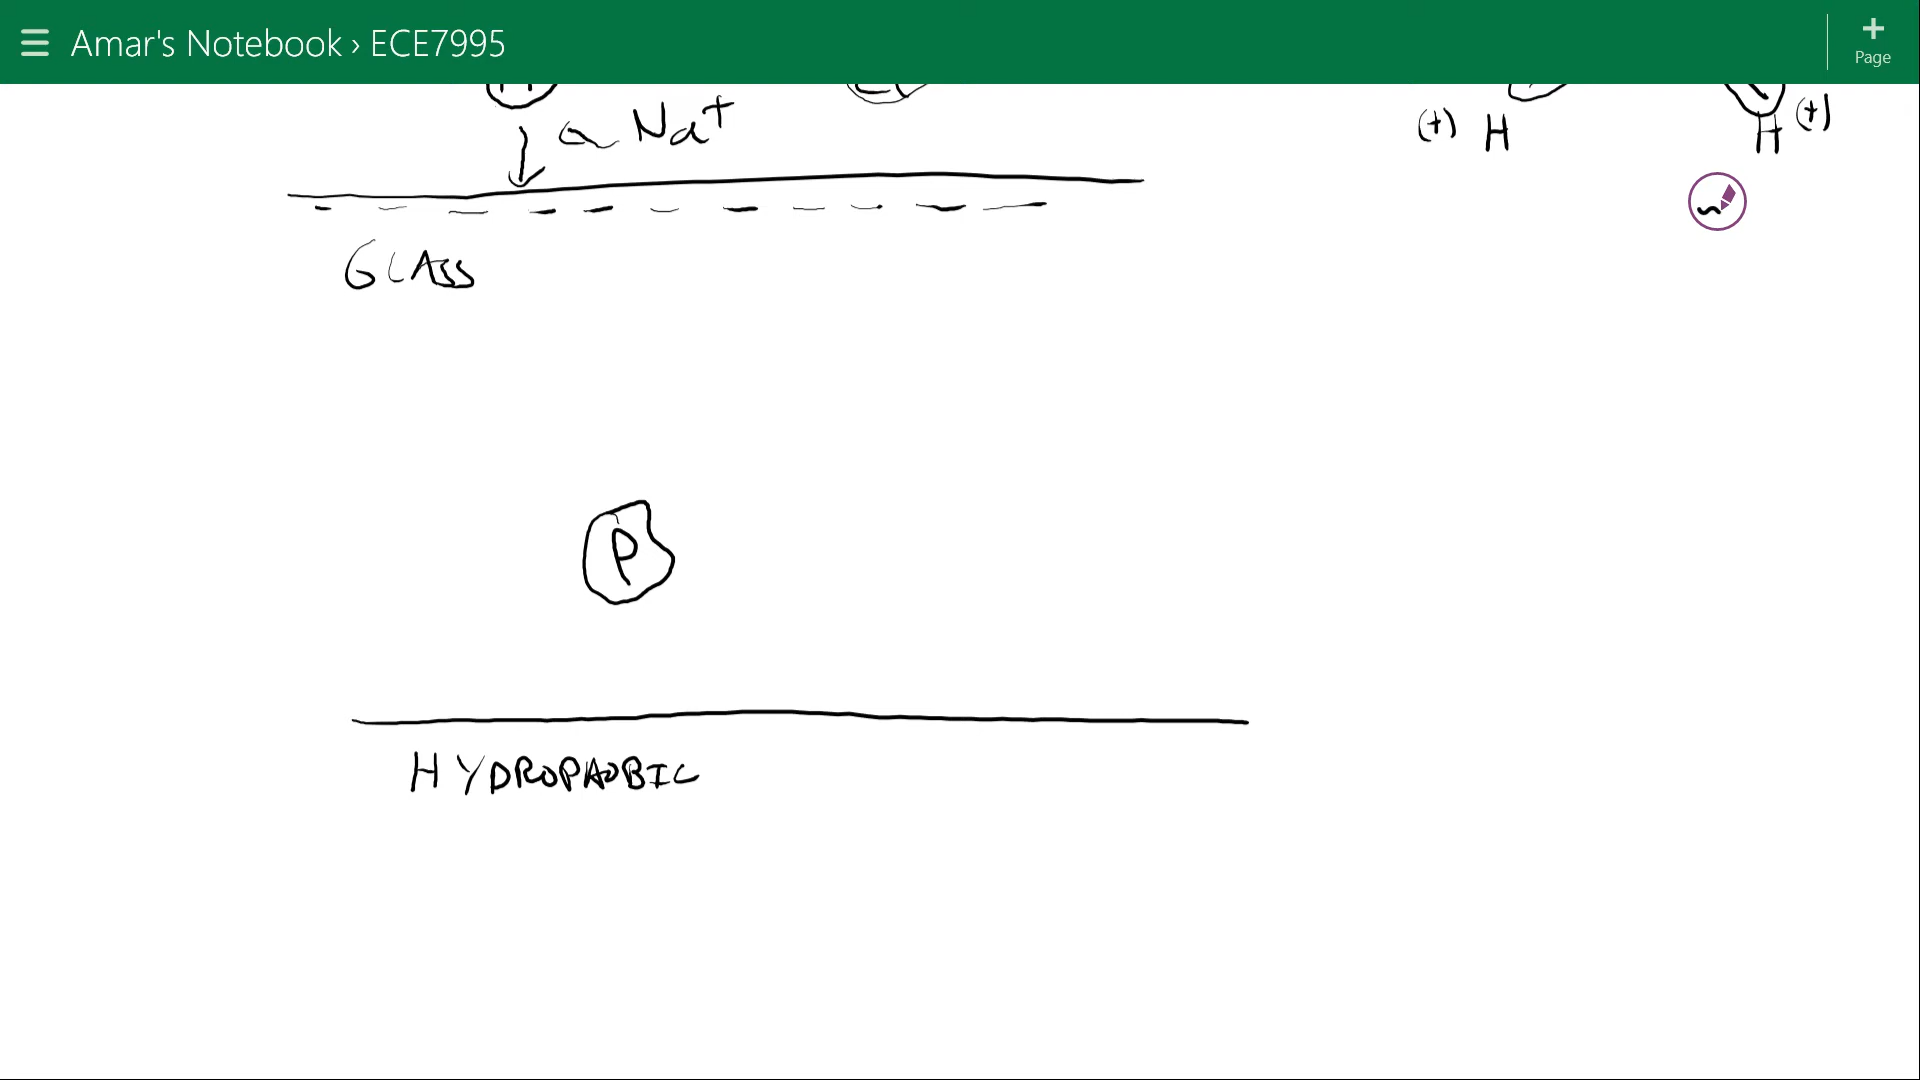 Amar's Notebook › ECE7995
Page
Na+
(+) H
H (+)
GLASS
P
HYDROPHOBIC